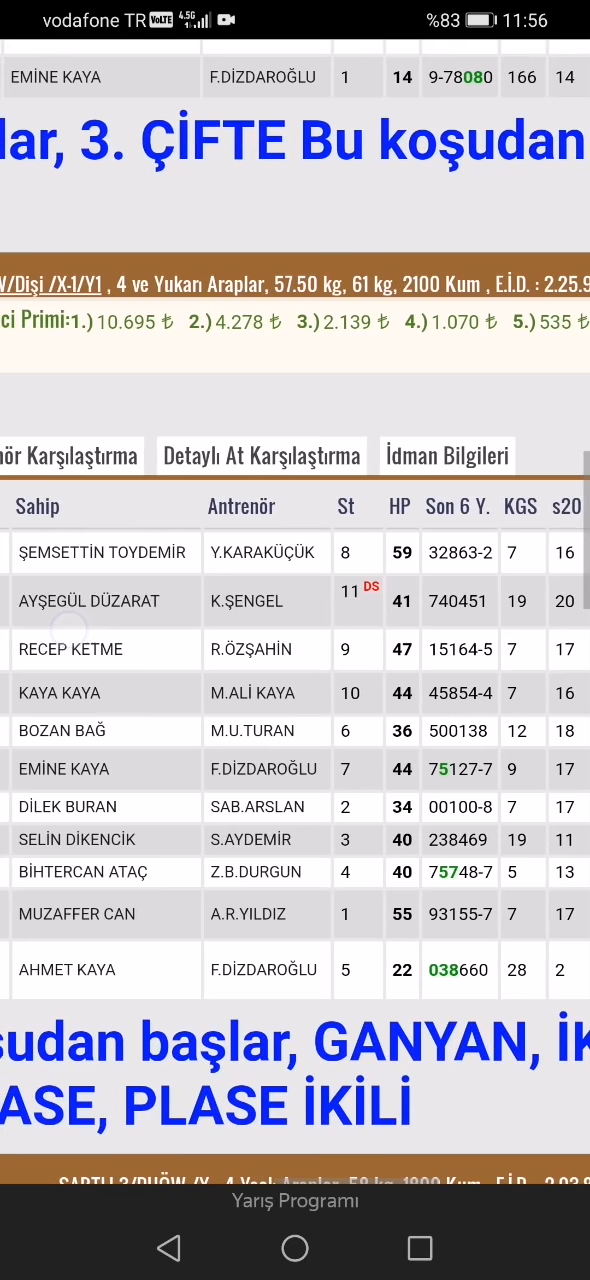 vodafone TR VoLTE 4.5G %83 11:56
EMİNE KAYA F.DİZDAROĞLU 1 14 9-78080 166 14
lar, 3. ÇİFTE Bu koşudan
V/Dişi /X-1/Y1 , 4 ve Yukarı Araplar, 57.50 kg, 61 kg, 2100 Kum , E.İ.D. : 2.25.9
ci Primi:1.) 10.695 ₺ 2.) 4.278 ₺ 3.) 2.139 ₺ 4.) 1.070 ₺ 5.) 535 ₺
nör Karşılaştırma Detaylı At Karşılaştırma İdman Bilgileri
Sahip Antrenör St HP Son 6 Y. KGS s20
ŞEMSETTİN TOYDEMİR Y.KARAKÜÇÜK 8 59 32863-2 7 16
AYŞEGÜL DÜZARAT K.ŞENGEL 11 DS 41 740451 19 20
RECEP KETME R.ÖZŞAHİN 9 47 15164-5 7 17
KAYA KAYA M.ALİ KAYA 10 44 45854-4 7 16
BOZAN BAĞ M.U.TURAN 6 36 500138 12 18
EMİNE KAYA F.DİZDAROĞLU 7 44 75127-7 9 17
DİLEK BURAN SAB.ARSLAN 2 34 00100-8 7 17
SELİN DİKENCİK S.AYDEMİR 3 40 238469 19 11
BİHTERCAN ATAÇ Z.B.DURGUN 4 40 75748-7 5 13
MUZAFFER CAN A.R.YILDIZ 1 55 93155-7 7 17
AHMET KAYA F.DİZDAROĞLU 5 22 038660 28 2
şudan başlar, GANYAN, İK
ASE, PLASE İKİLİ
Yarış Programı